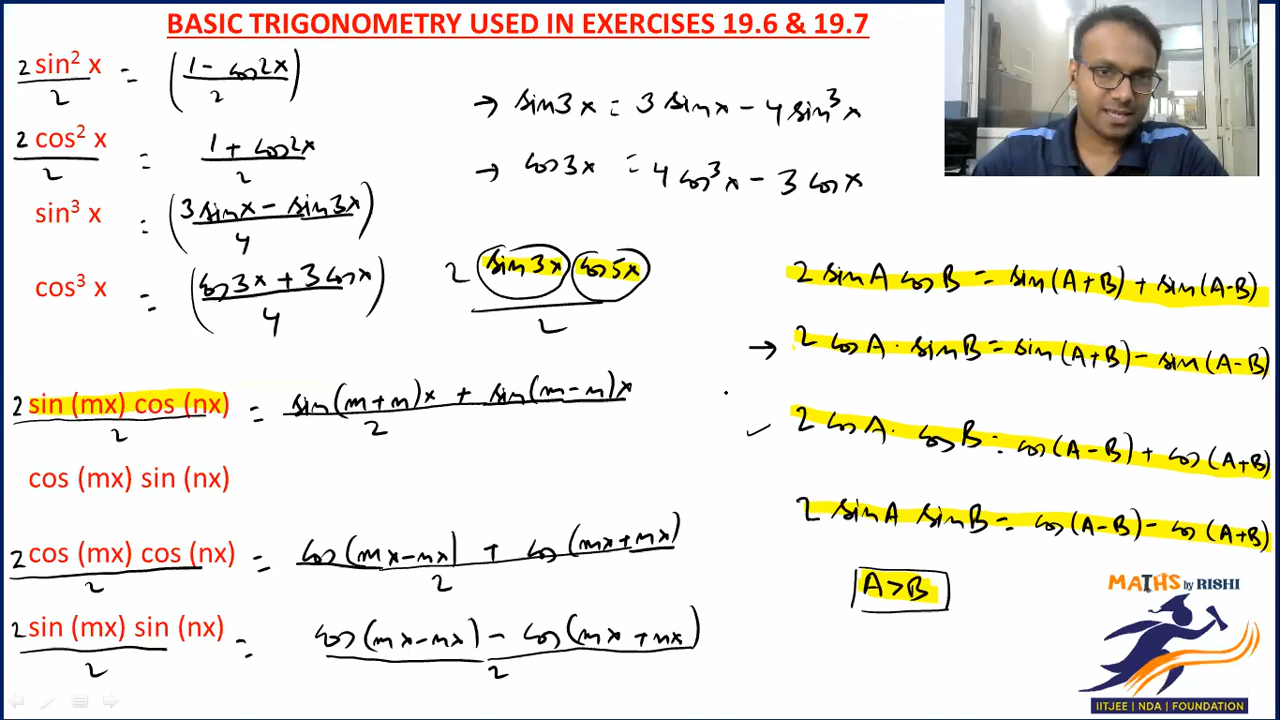 BASIC TRIGONOMETRY USED IN EXERCISES 19.6 & 19.7
2 sin² x / 2 = (1 - cos2x / 2)
2 cos² x / 2 = 1 + cos2x / 2
sin³ x = (3 sinx - sin3x / 4)
cos³ x = (cos3x + 3 cosx / 4)
→ sin3x = 3 sinx - 4 sin³x
→ cos3x = 4 cos³x - 3 cosx
2 sin3x cos5x / 2
2 sin (mx) cos (nx) / 2 = sin(m+n)x + sin(m-n)x / 2
cos (mx) sin (nx)
2 cos (mx) cos (nx) / 2 = cos(mx-nx) + cos(mx+nx) / 2
2 sin (mx) sin (nx) / 2 = cos(mx-nx) - cos(mx+nx) / 2
2 sinA cosB = sin(A+B) + sin(A-B)
→ 2 cosA · sinB = sin(A+B) - sin(A-B)
✓ 2 cosA · cosB = cos(A-B) + cos(A+B)
2 sinA sinB = cos(A-B) - cos(A+B)
A>B
MATHS by RISHI
IITJEE | NDA | FOUNDATION